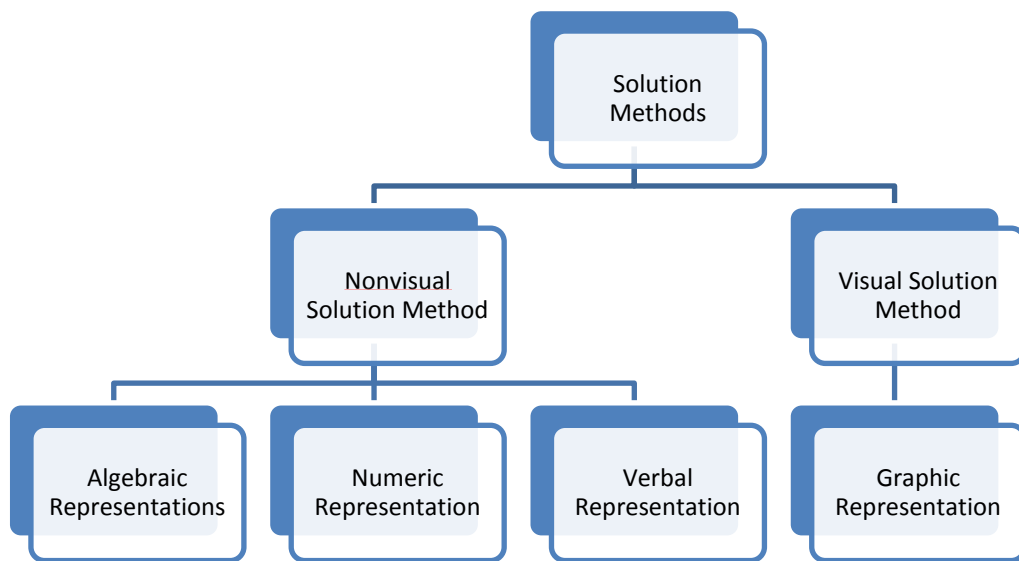 Solution
Methods
Nonvisual
Solution Method
Visual Solution
Method
Algebraic
Representations
Numeric
Representation
Verbal
Representation
Graphic
Representation